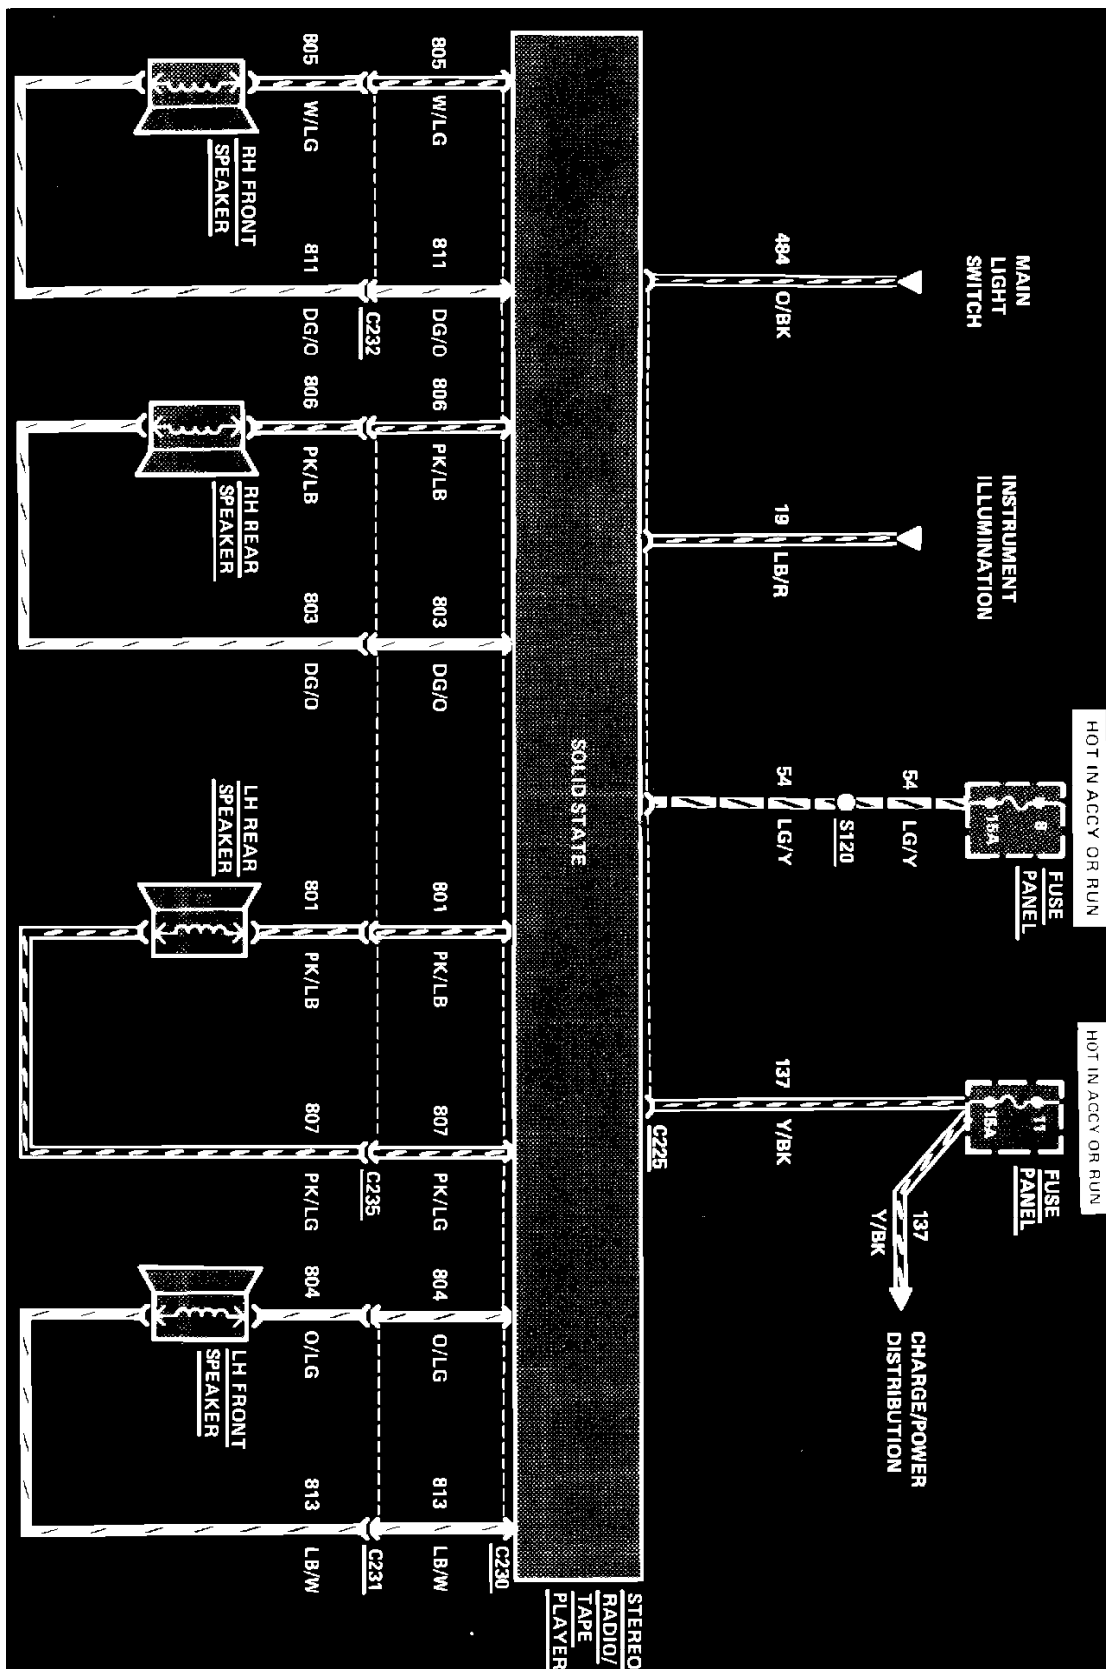 HOT IN ACCY OR RUN
HOT IN ACCY OR RUN
MAIN
LIGHT
SWITCH
INSTRUMENT
ILLUMINATION
8
15A
FUSE
PANEL
11
15A
FUSE
PANEL
54 LG/Y
S120
137
Y/BK
CHARGE/POWER
DISTRIBUTION
484 O/BK
19 LB/R
54 LG/Y
137 Y/BK
C225
SOLID STATE
STEREO
RADIO/
TAPE
PLAYER
C230
805 W/LG
811 DG/O
806 PK/LB
803 DG/O
801 PK/LB
807 PK/LG
804 O/LG
813 LB/W
C232
C235
C231
805 W/LG
811 DG/O
806 PK/LB
803 DG/O
801 PK/LB
807 PK/LG
804 O/LG
813 LB/W
RH FRONT
SPEAKER
RH REAR
SPEAKER
LH REAR
SPEAKER
LH FRONT
SPEAKER